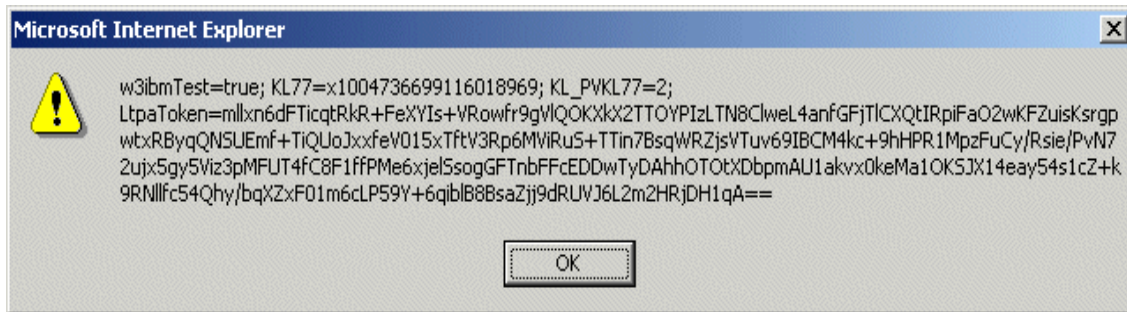 Microsoft Internet Explorer
w3ibmTest=true; KL77=x1004736699116018969; KL_PVKL77=2;
LtpaToken=mllxn6dFTicqtRkR+FeXYIs+VRowfr9gVlQOKXkX2TTOYPIzLTN8ClweL4anfGFjTlCXQtIRpiFaO2wKFZuisKsrgp
wtxRByqQNSUEmf+TiQUoJxxfeV015xTftV3Rp6MViRuS+TTin7BsqWRZjsVTuv69IBCM4kc+9hHPR1MpzFuCy/Rsie/PvN7
2ujx5gy5Viz3pMFUT4fC8F1ffPMe6xjelSsogGFTnbFFcEDDwTyDAhhOTOtXDbpmAU1akvx0keMa1OKSJX14eay54s1cZ+k
9RNllfc54Qhy/bqXZxF01m6cLP59Y+6qiblB8BsaZjj9dRUVJ6L2m2HRjDH1qA==
OK